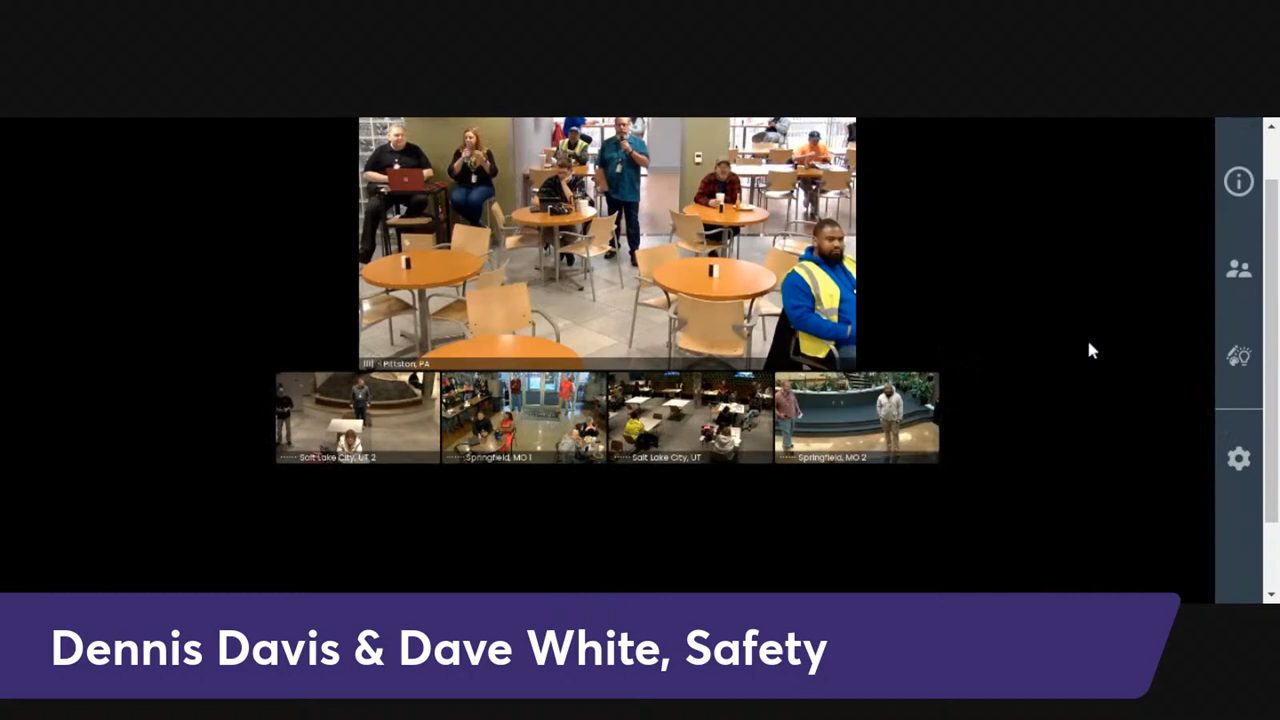 Pittston, PA
Salt Lake City, UT 2
Springfield, MO 1
Salt Lake City, UT
Springfield, MO 2
Dennis Davis & Dave White, Safety